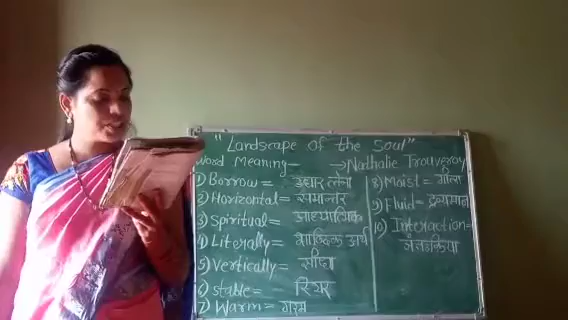 "Landscape of the soul"
Word Meaning - → Nathalie Trouveroy
1) Borrow = उधार लेना
2) Horizontal = समान्तर
3) Spiritual = आध्यात्मिक
4) Literally = शाब्दिक अर्थ
5) Vertically = सीधा
6) Stable = स्थिर
7) Warm = गरम
8) Moist = गीला
9) Fluid = द्रव्यमान
10) Interaction =